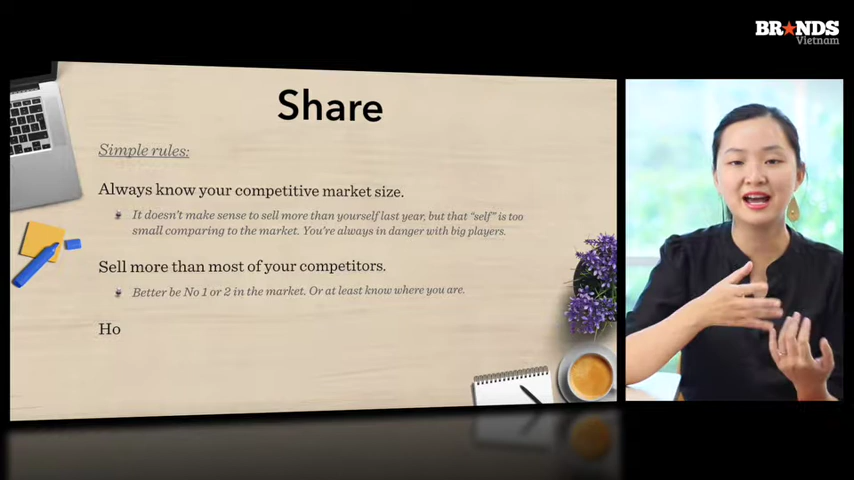 BRANDS
Vietnam
Share
Simple rules:
Always know your competitive market size.
It doesn't make sense to sell more than yourself last year, but that “self” is too
small comparing to the market. You're always in danger with big players.
Sell more than most of your competitors.
Better be No 1 or 2 in the market. Or at least know where you are.
Ho